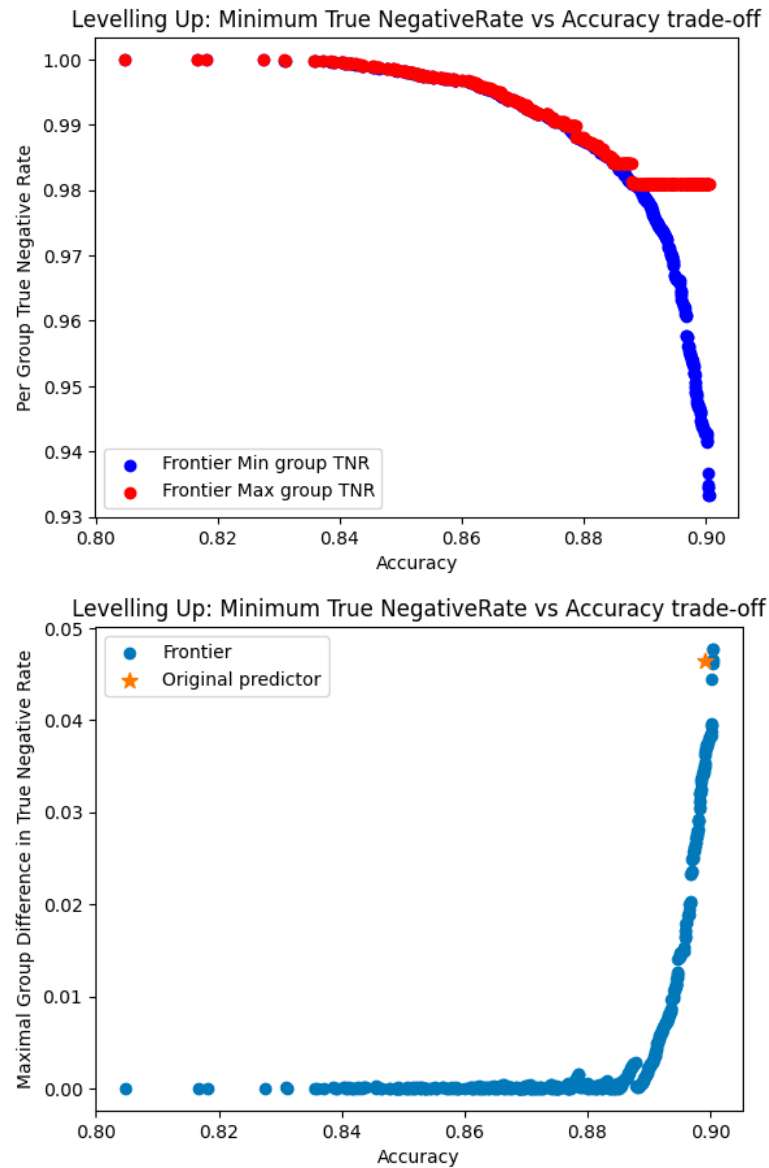 Levelling Up: Minimum True NegativeRate vs Accuracy trade-off
Per Group True Negative Rate
1.00
0.99
0.98
0.97
0.96
0.95
0.94
0.93
Frontier Min group TNR
Frontier Max group TNR
0.80 0.82 0.84 0.86 0.88 0.90
Accuracy
Levelling Up: Minimum True NegativeRate vs Accuracy trade-off
Maximal Group Difference in True Negative Rate
0.05
0.04
0.03
0.02
0.01
0.00
Frontier
Original predictor
0.80 0.82 0.84 0.86 0.88 0.90
Accuracy